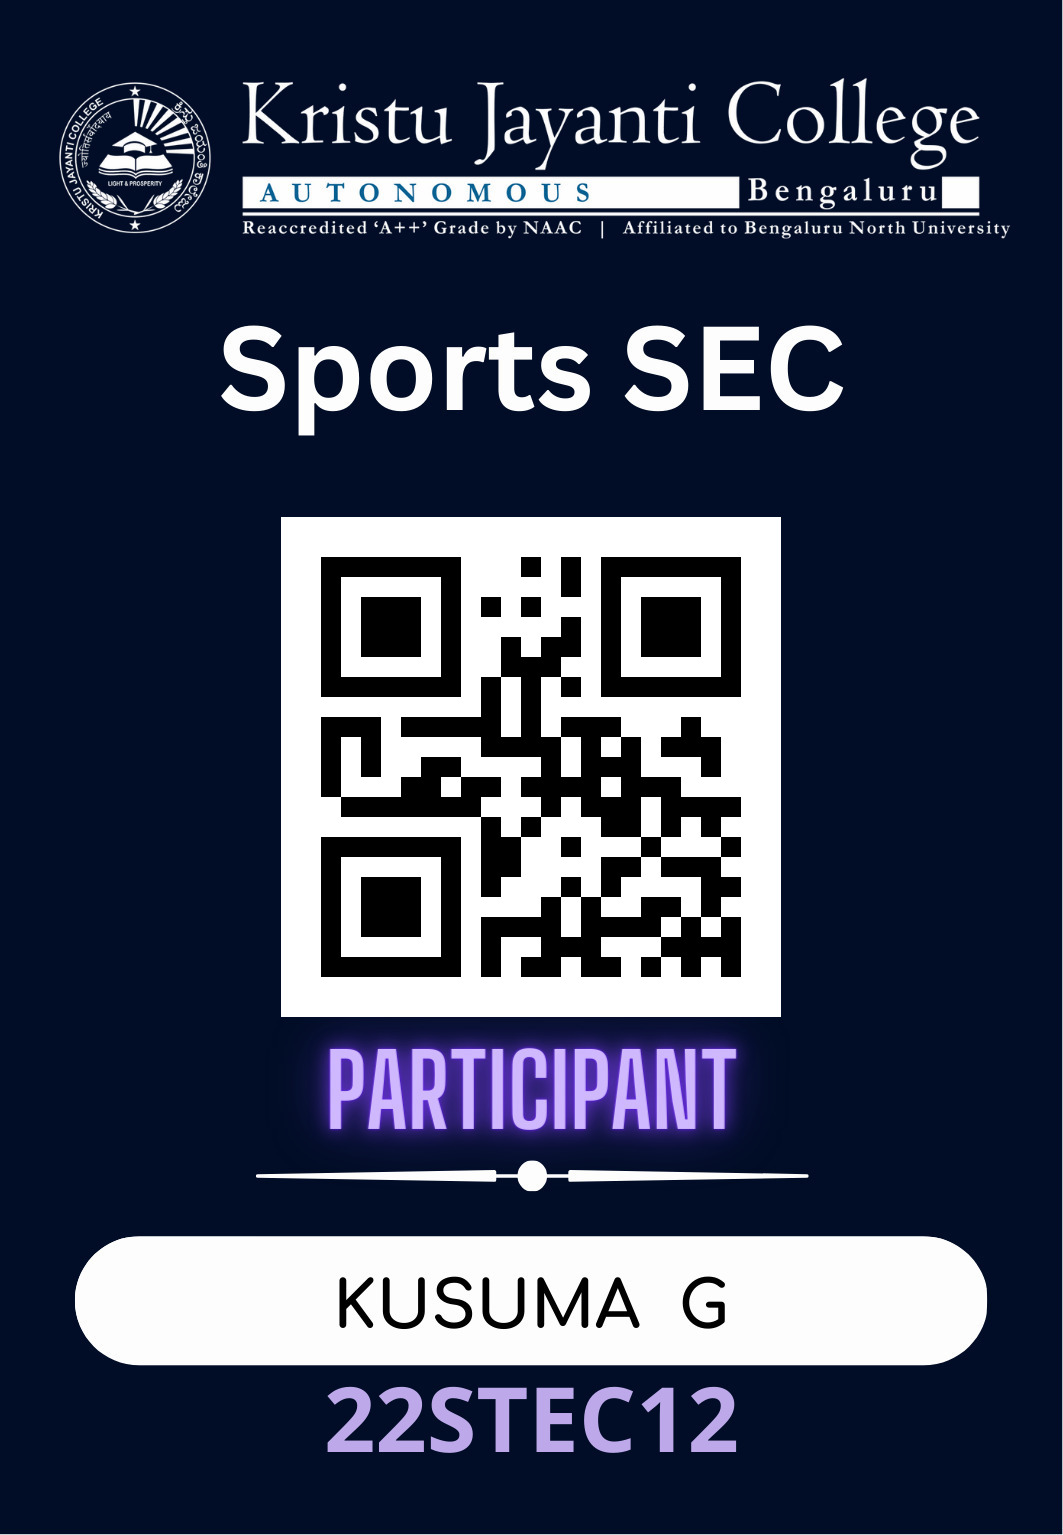 KRISTU JAYANTI COLLEGE
ज्योतिसंवादायाय
ಕ್ರಿಸ್ತು ಜಯಂತಿ ಕಾಲೇಜು
LIGHT & PROSPERITY
Kristu Jayanti College
AUTONOMOUS Bengaluru
Reaccredited ‘A++’ Grade by NAAC | Affiliated to Bengaluru North University
Sports SEC
PARTICIPANT
KUSUMA G
22STEC12